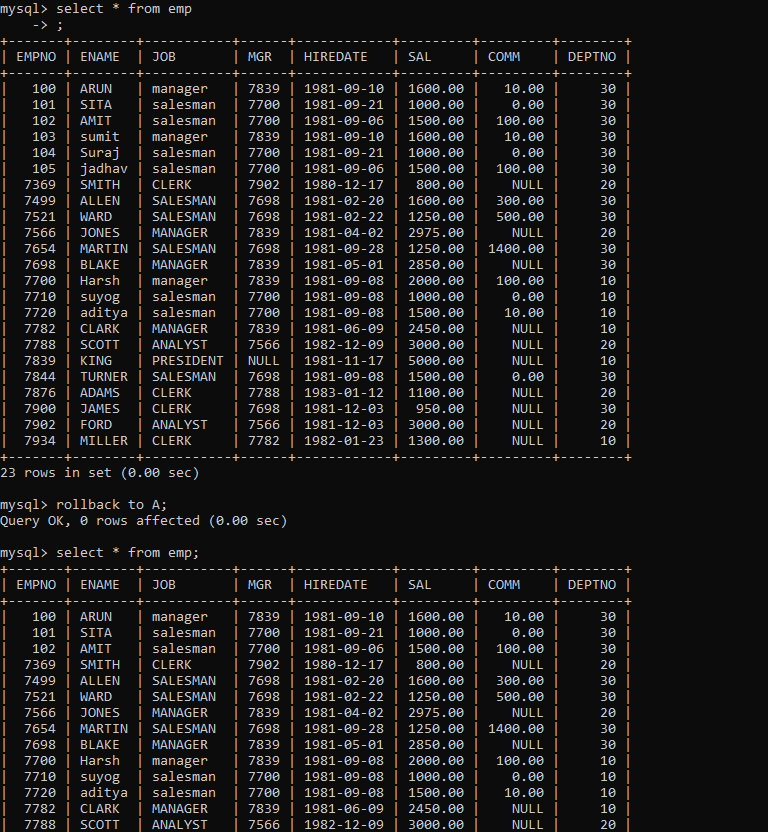 mysql> select * from emp
    -> ;
+-------+--------+-----------+------+------------+---------+---------+--------+
| EMPNO | ENAME  | JOB       | MGR  | HIREDATE   | SAL     | COMM    | DEPTNO |
+-------+--------+-----------+------+------------+---------+---------+--------+
|   100 | ARUN   | manager   | 7839 | 1981-09-10 | 1600.00 |   10.00 |     30 |
|   101 | SITA   | salesman  | 7700 | 1981-09-21 | 1000.00 |    0.00 |     30 |
|   102 | AMIT   | salesman  | 7700 | 1981-09-06 | 1500.00 |  100.00 |     30 |
|   103 | sumit  | manager   | 7839 | 1981-09-10 | 1600.00 |   10.00 |     30 |
|   104 | Suraj  | salesman  | 7700 | 1981-09-21 | 1000.00 |    0.00 |     30 |
|   105 | jadhav | salesman  | 7700 | 1981-09-06 | 1500.00 |  100.00 |     30 |
|  7369 | SMITH  | CLERK     | 7902 | 1980-12-17 |  800.00 |    NULL |     20 |
|  7499 | ALLEN  | SALESMAN  | 7698 | 1981-02-20 | 1600.00 |  300.00 |     30 |
|  7521 | WARD   | SALESMAN  | 7698 | 1981-02-22 | 1250.00 |  500.00 |     30 |
|  7566 | JONES  | MANAGER   | 7839 | 1981-04-02 | 2975.00 |    NULL |     20 |
|  7654 | MARTIN | SALESMAN  | 7698 | 1981-09-28 | 1250.00 | 1400.00 |     30 |
|  7698 | BLAKE  | MANAGER   | 7839 | 1981-05-01 | 2850.00 |    NULL |     30 |
|  7700 | Harsh  | manager   | 7839 | 1981-09-08 | 2000.00 |  100.00 |     10 |
|  7710 | suyog  | salesman  | 7700 | 1981-09-08 | 1000.00 |    0.00 |     10 |
|  7720 | aditya | salesman  | 7700 | 1981-09-08 | 1500.00 |   10.00 |     10 |
|  7782 | CLARK  | MANAGER   | 7839 | 1981-06-09 | 2450.00 |    NULL |     10 |
|  7788 | SCOTT  | ANALYST   | 7566 | 1982-12-09 | 3000.00 |    NULL |     20 |
|  7839 | KING   | PRESIDENT | NULL | 1981-11-17 | 5000.00 |    NULL |     10 |
|  7844 | TURNER | SALESMAN  | 7698 | 1981-09-08 | 1500.00 |    0.00 |     30 |
|  7876 | ADAMS  | CLERK     | 7788 | 1983-01-12 | 1100.00 |    NULL |     20 |
|  7900 | JAMES  | CLERK     | 7698 | 1981-12-03 |  950.00 |    NULL |     30 |
|  7902 | FORD   | ANALYST   | 7566 | 1981-12-03 | 3000.00 |    NULL |     20 |
|  7934 | MILLER | CLERK     | 7782 | 1982-01-23 | 1300.00 |    NULL |     10 |
+-------+--------+-----------+------+------------+---------+---------+--------+
23 rows in set (0.00 sec)

mysql> rollback to A;
Query OK, 0 rows affected (0.00 sec)

mysql> select * from emp;
+-------+--------+-----------+------+------------+---------+---------+--------+
| EMPNO | ENAME  | JOB       | MGR  | HIREDATE   | SAL     | COMM    | DEPTNO |
+-------+--------+-----------+------+------------+---------+---------+--------+
|   100 | ARUN   | manager   | 7839 | 1981-09-10 | 1600.00 |   10.00 |     30 |
|   101 | SITA   | salesman  | 7700 | 1981-09-21 | 1000.00 |    0.00 |     30 |
|   102 | AMIT   | salesman  | 7700 | 1981-09-06 | 1500.00 |  100.00 |     30 |
|  7369 | SMITH  | CLERK     | 7902 | 1980-12-17 |  800.00 |    NULL |     20 |
|  7499 | ALLEN  | SALESMAN  | 7698 | 1981-02-20 | 1600.00 |  300.00 |     30 |
|  7521 | WARD   | SALESMAN  | 7698 | 1981-02-22 | 1250.00 |  500.00 |     30 |
|  7566 | JONES  | MANAGER   | 7839 | 1981-04-02 | 2975.00 |    NULL |     20 |
|  7654 | MARTIN | SALESMAN  | 7698 | 1981-09-28 | 1250.00 | 1400.00 |     30 |
|  7698 | BLAKE  | MANAGER   | 7839 | 1981-05-01 | 2850.00 |    NULL |     30 |
|  7700 | Harsh  | manager   | 7839 | 1981-09-08 | 2000.00 |  100.00 |     10 |
|  7710 | suyog  | salesman  | 7700 | 1981-09-08 | 1000.00 |    0.00 |     10 |
|  7720 | aditya | salesman  | 7700 | 1981-09-08 | 1500.00 |   10.00 |     10 |
|  7782 | CLARK  | MANAGER   | 7839 | 1981-06-09 | 2450.00 |    NULL |     10 |
|  7788 | SCOTT  | ANALYST   | 7566 | 1982-12-09 | 3000.00 |    NULL |     20 |